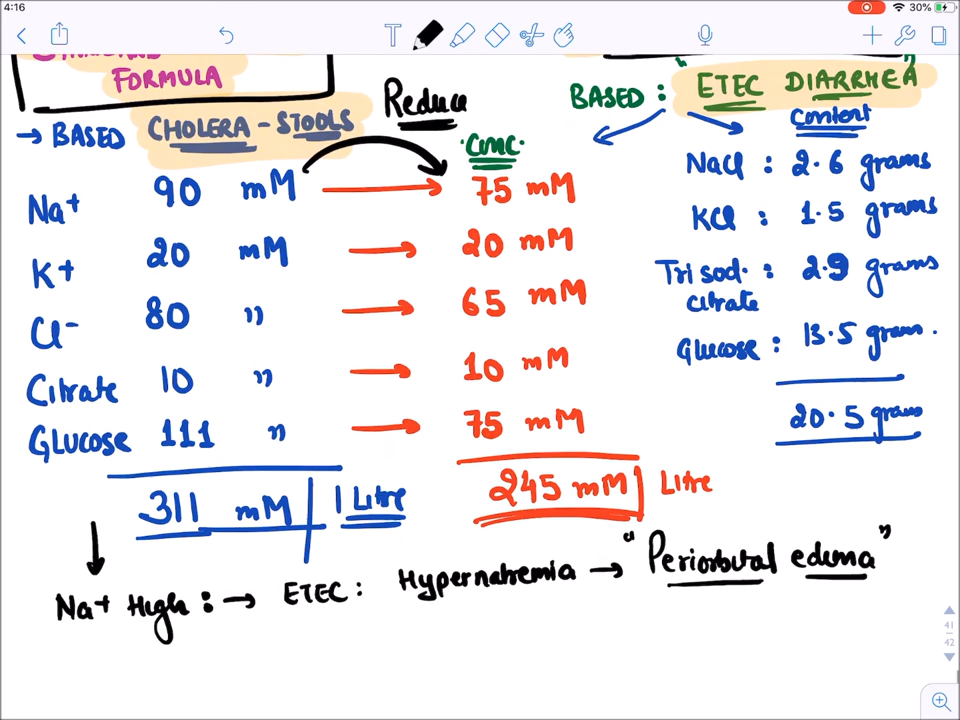 4:16
30%
T
FORMULA
Reduce
BASED : "ETEC DIARRHEA"
→ BASED CHOLERA - STOOLS
Conc.
Content
Na+ 90 mM → 75 mM
K+ 20 mM → 20 mM
Cl- 80 " → 65 mM
Citrate 10 " → 10 mM
GLUCOSE 111 " → 75 mM
311 mM | 1 Litre
245 mM | Litre
NaCl : 2.6 grams
KCl : 1.5 grams
Tri sod. : 2.9 grams
citrate
Glucose : 13.5 gram.
20.5 grams
Na+ High : → ETEC : Hypernatremia → "Periorbital edema"
41
42